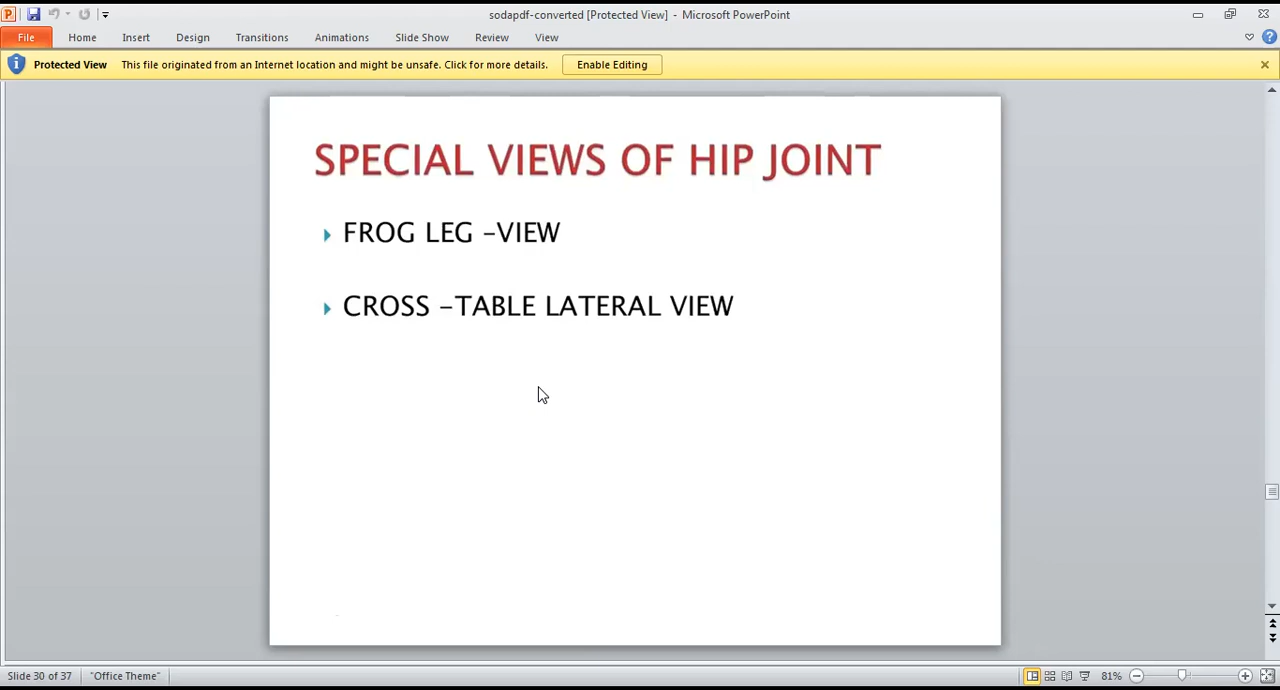 sodapdf-converted [Protected View] - Microsoft PowerPoint
File Home Insert Design Transitions Animations Slide Show Review View
Protected View This file originated from an Internet location and might be unsafe. Click for more details. Enable Editing
SPECIAL VIEWS OF HIP JOINT
FROG LEG –VIEW
CROSS –TABLE LATERAL VIEW
Slide 30 of 37 "Office Theme" 81%